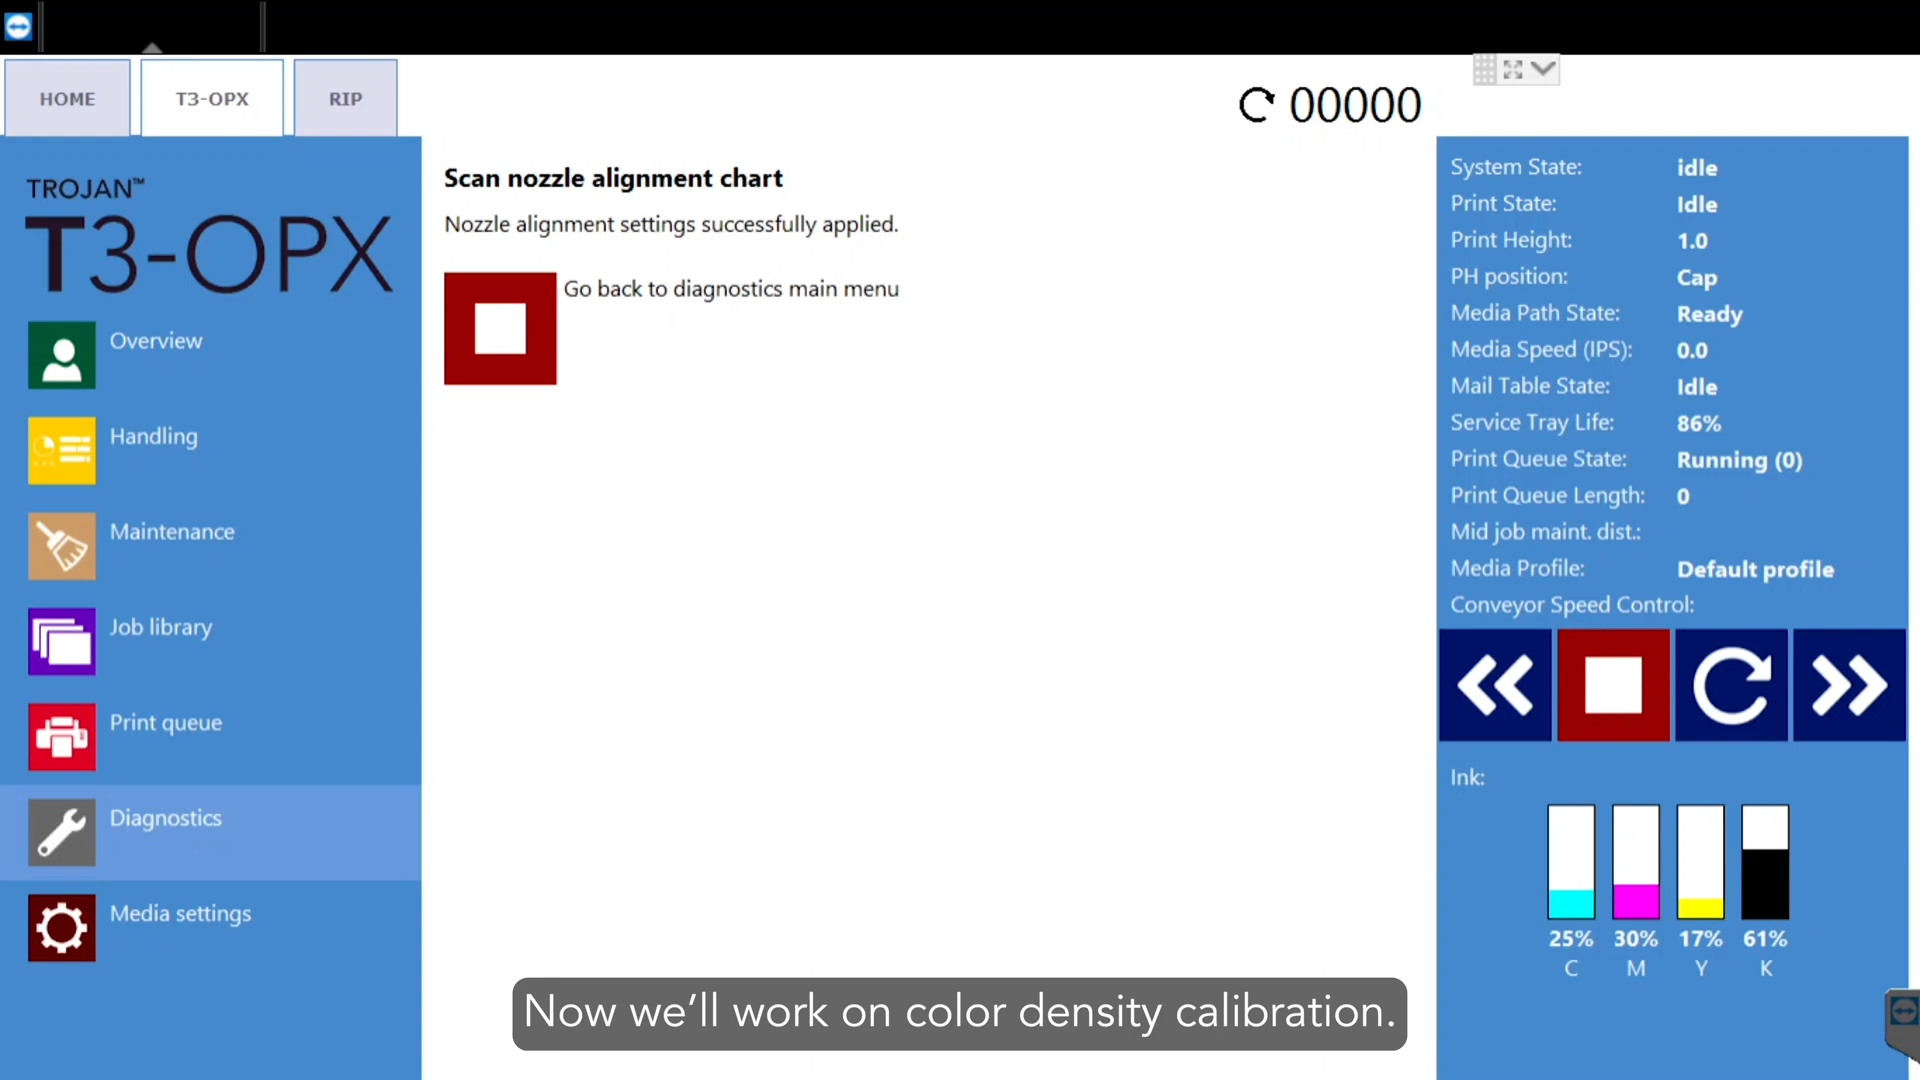 HOME
T3-OPX
RIP
00000
TROJAN™
T3-OPX
Overview
Handling
Maintenance
Job library
Print queue
Diagnostics
Media settings
Scan nozzle alignment chart
Nozzle alignment settings successfully applied.
Go back to diagnostics main menu
System State: idle
Print State: Idle
Print Height: 1.0
PH position: Cap
Media Path State: Ready
Media Speed (IPS): 0.0
Mail Table State: Idle
Service Tray Life: 86%
Print Queue State: Running (0)
Print Queue Length: 0
Mid job maint. dist.:
Media Profile: Default profile
Conveyor Speed Control:
Ink:
25% 30% 17% 61%
C M Y K
Now we’ll work on color density calibration.